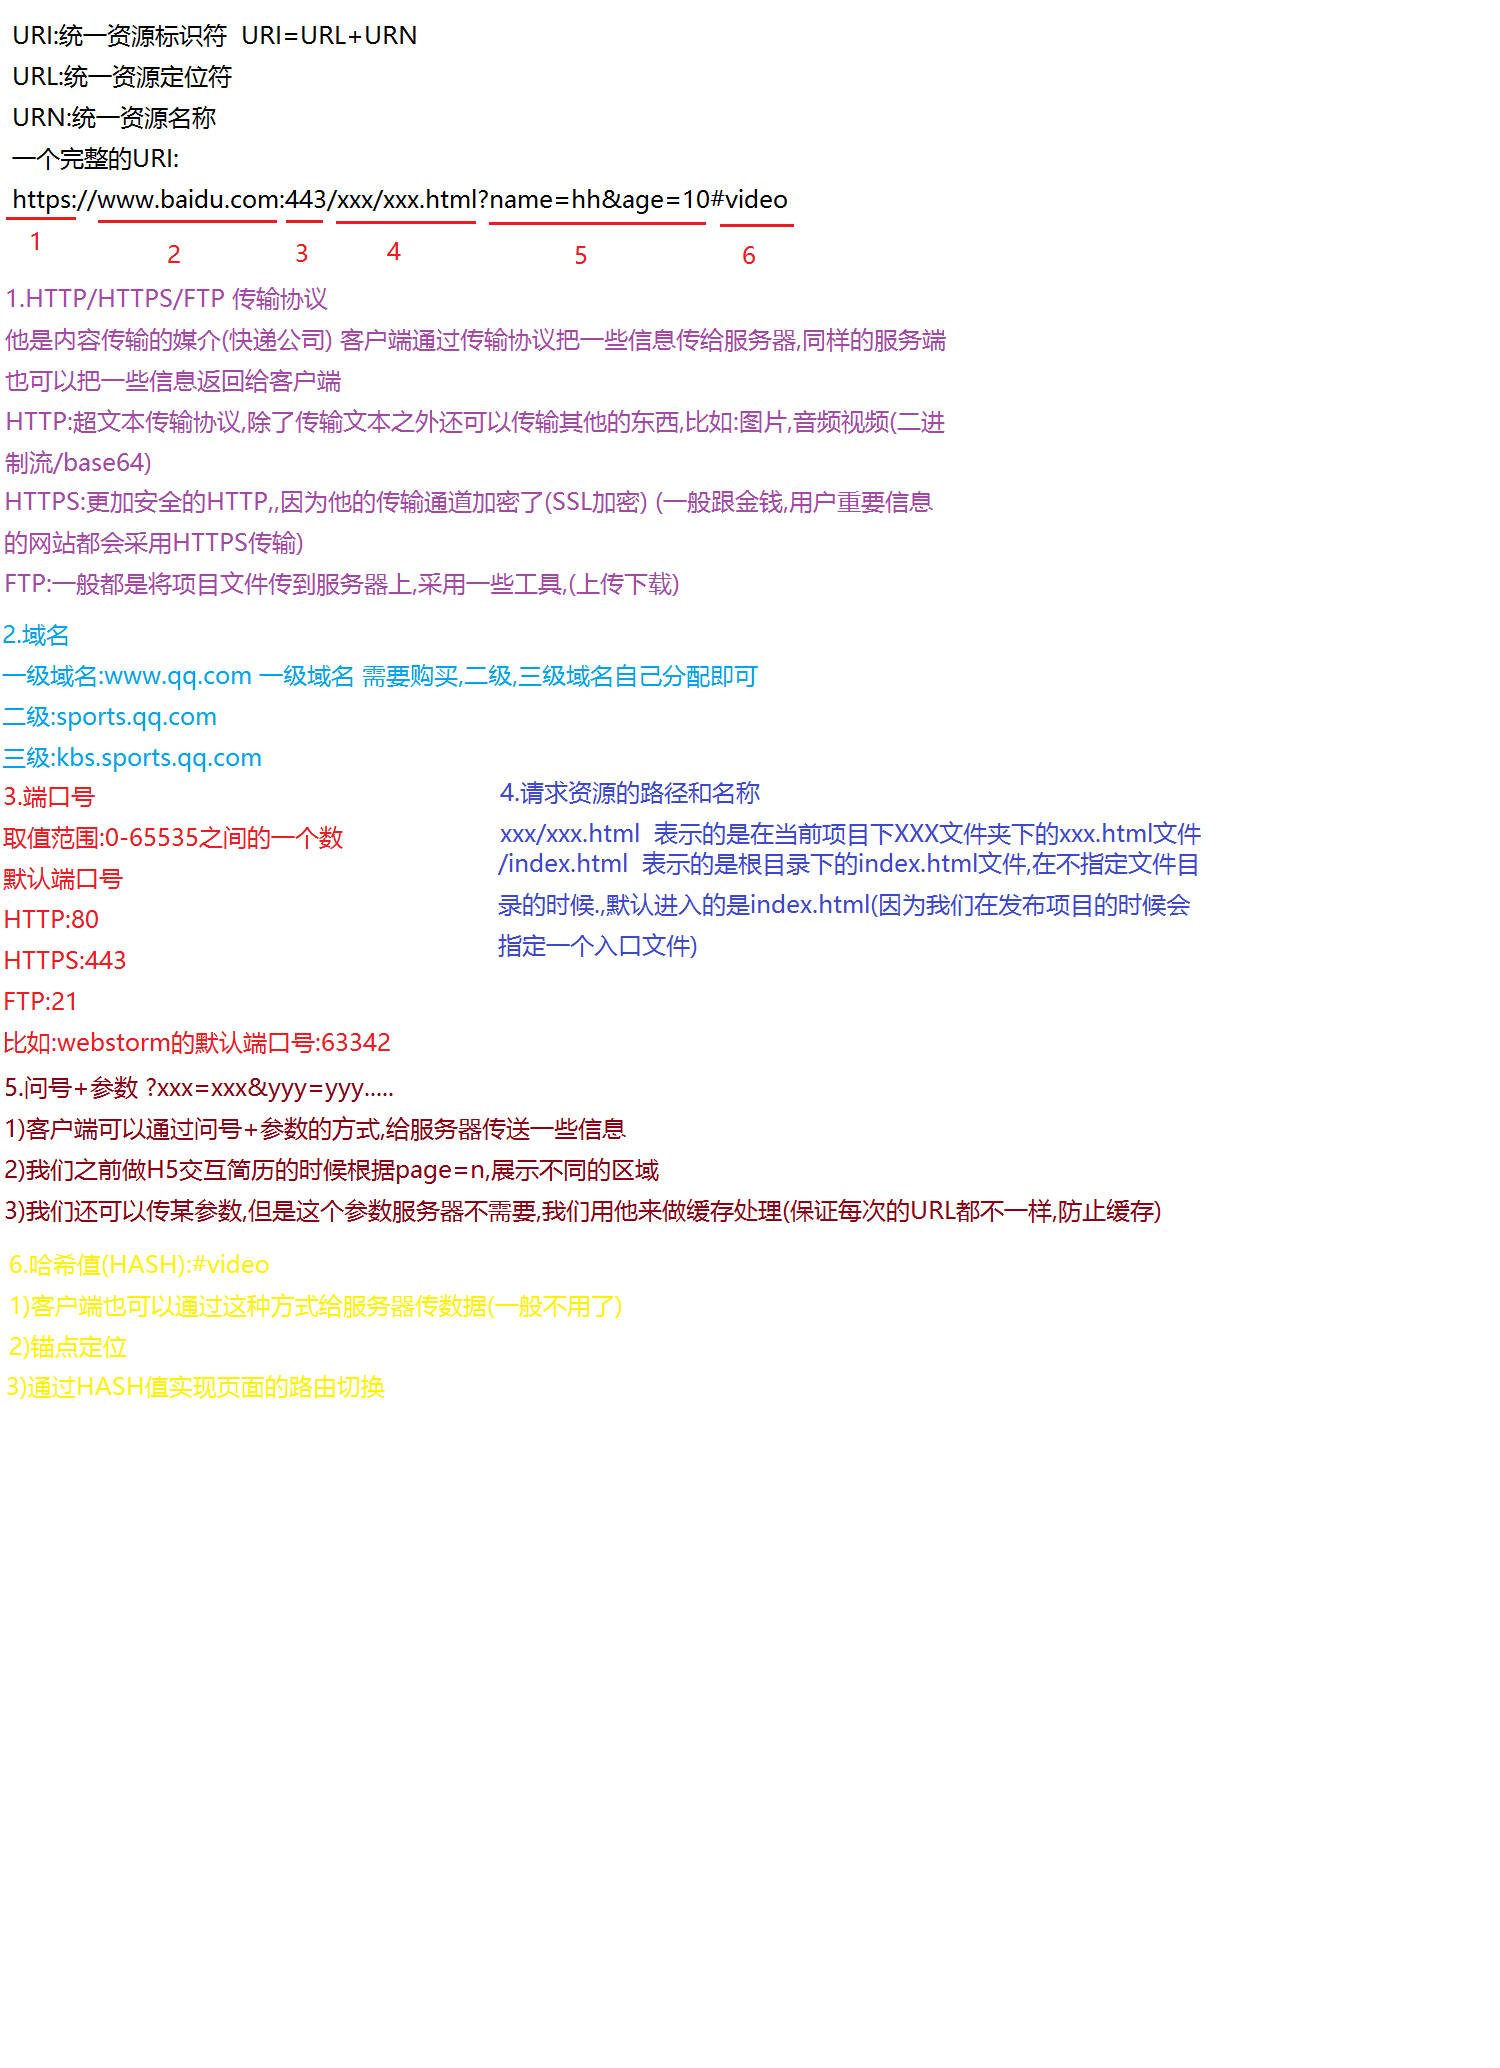 URI:统一资源标识符  URI=URL+URN
URL:统一资源定位符
URN:统一资源名称
一个完整的URI:
https://www.baidu.com:443/xxx/xxx.html?name=hh&age=10#video
1 2 3 4 5 6
1.HTTP/HTTPS/FTP 传输协议
他是内容传输的媒介(快递公司) 客户端通过传输协议把一些信息传给服务器,同样的服务端
也可以把一些信息返回给客户端
HTTP:超文本传输协议,除了传输文本之外还可以传输其他的东西,比如:图片,音频视频(二进
制流/base64)
HTTPS:更加安全的HTTP,,因为他的传输通道加密了(SSL加密) (一般跟金钱,用户重要信息
的网站都会采用HTTPS传输)
FTP:一般都是将项目文件传到服务器上,采用一些工具,(上传下载)
2.域名
一级域名:www.qq.com 一级域名 需要购买,二级,三级域名自己分配即可
二级:sports.qq.com
三级:kbs.sports.qq.com
3.端口号
取值范围:0-65535之间的一个数
默认端口号
HTTP:80
HTTPS:443
FTP:21
比如:webstorm的默认端口号:63342
4.请求资源的路径和名称
xxx/xxx.html  表示的是在当前项目下XXX文件夹下的xxx.html文件
/index.html  表示的是根目录下的index.html文件,在不指定文件目
录的时候.,默认进入的是index.html(因为我们在发布项目的时候会
指定一个入口文件)
5.问号+参数 ?xxx=xxx&yyy=yyy.....
1)客户端可以通过问号+参数的方式,给服务器传送一些信息
2)我们之前做H5交互简历的时候根据page=n,展示不同的区域
3)我们还可以传某参数,但是这个参数服务器不需要,我们用他来做缓存处理(保证每次的URL都不一样,防止缓存)
6.哈希值(HASH):#video
1)客户端也可以通过这种方式给服务器传数据(一般不用了)
2)锚点定位
3)通过HASH值实现页面的路由切换